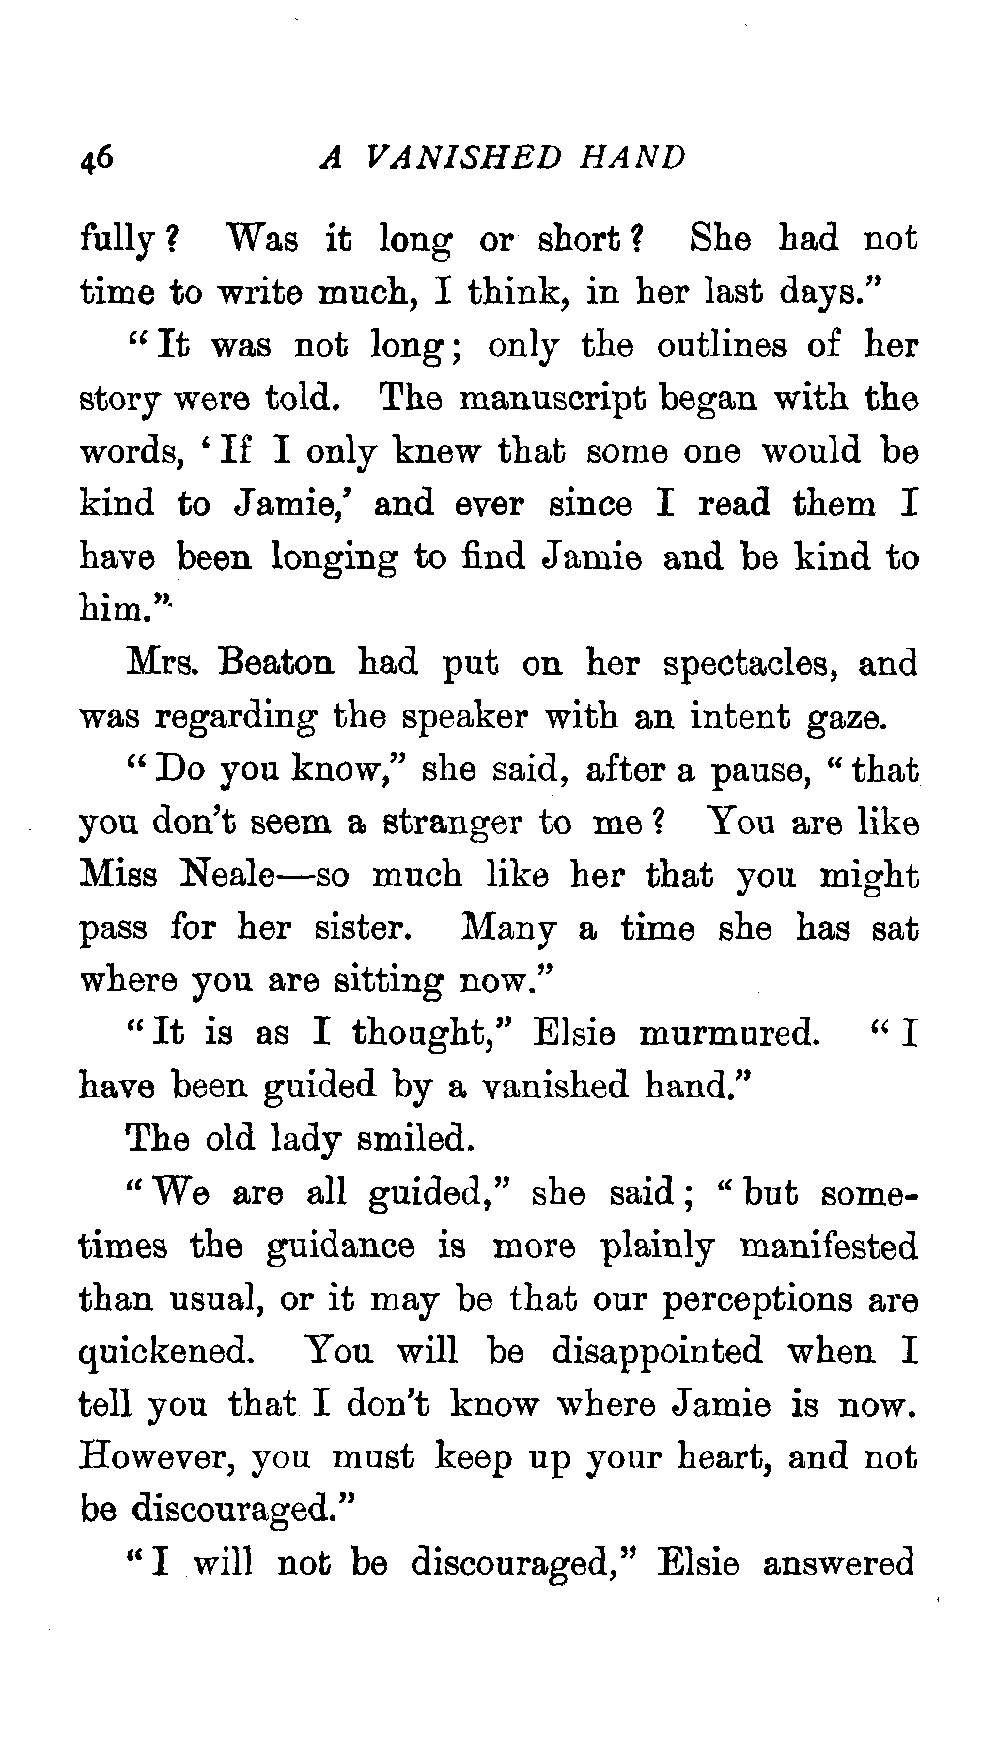 46 A VANISHED HAND
fully? Was it long or short? She had not
time to write much, I think, in her last days.”
“It was not long; only the outlines of her
story were told. The manuscript began with the
words, ‘If I only knew that some one would be
kind to Jamie,’ and ever since I read them I
have been longing to find Jamie and be kind to
him.”
Mrs. Beaton had put on her spectacles, and
was regarding the speaker with an intent gaze.
“Do you know,” she said, after a pause, “that
you don’t seem a stranger to me? You are like
Miss Neale—so much like her that you might
pass for her sister. Many a time she has sat
where you are sitting now.”
“It is as I thought,” Elsie murmured. “I
have been guided by a vanished hand.”
The old lady smiled.
“We are all guided,” she said; “but some-
times the guidance is more plainly manifested
than usual, or it may be that our perceptions are
quickened. You will be disappointed when I
tell you that I don’t know where Jamie is now.
However, you must keep up your heart, and not
be discouraged.”
“I will not be discouraged,” Elsie answered